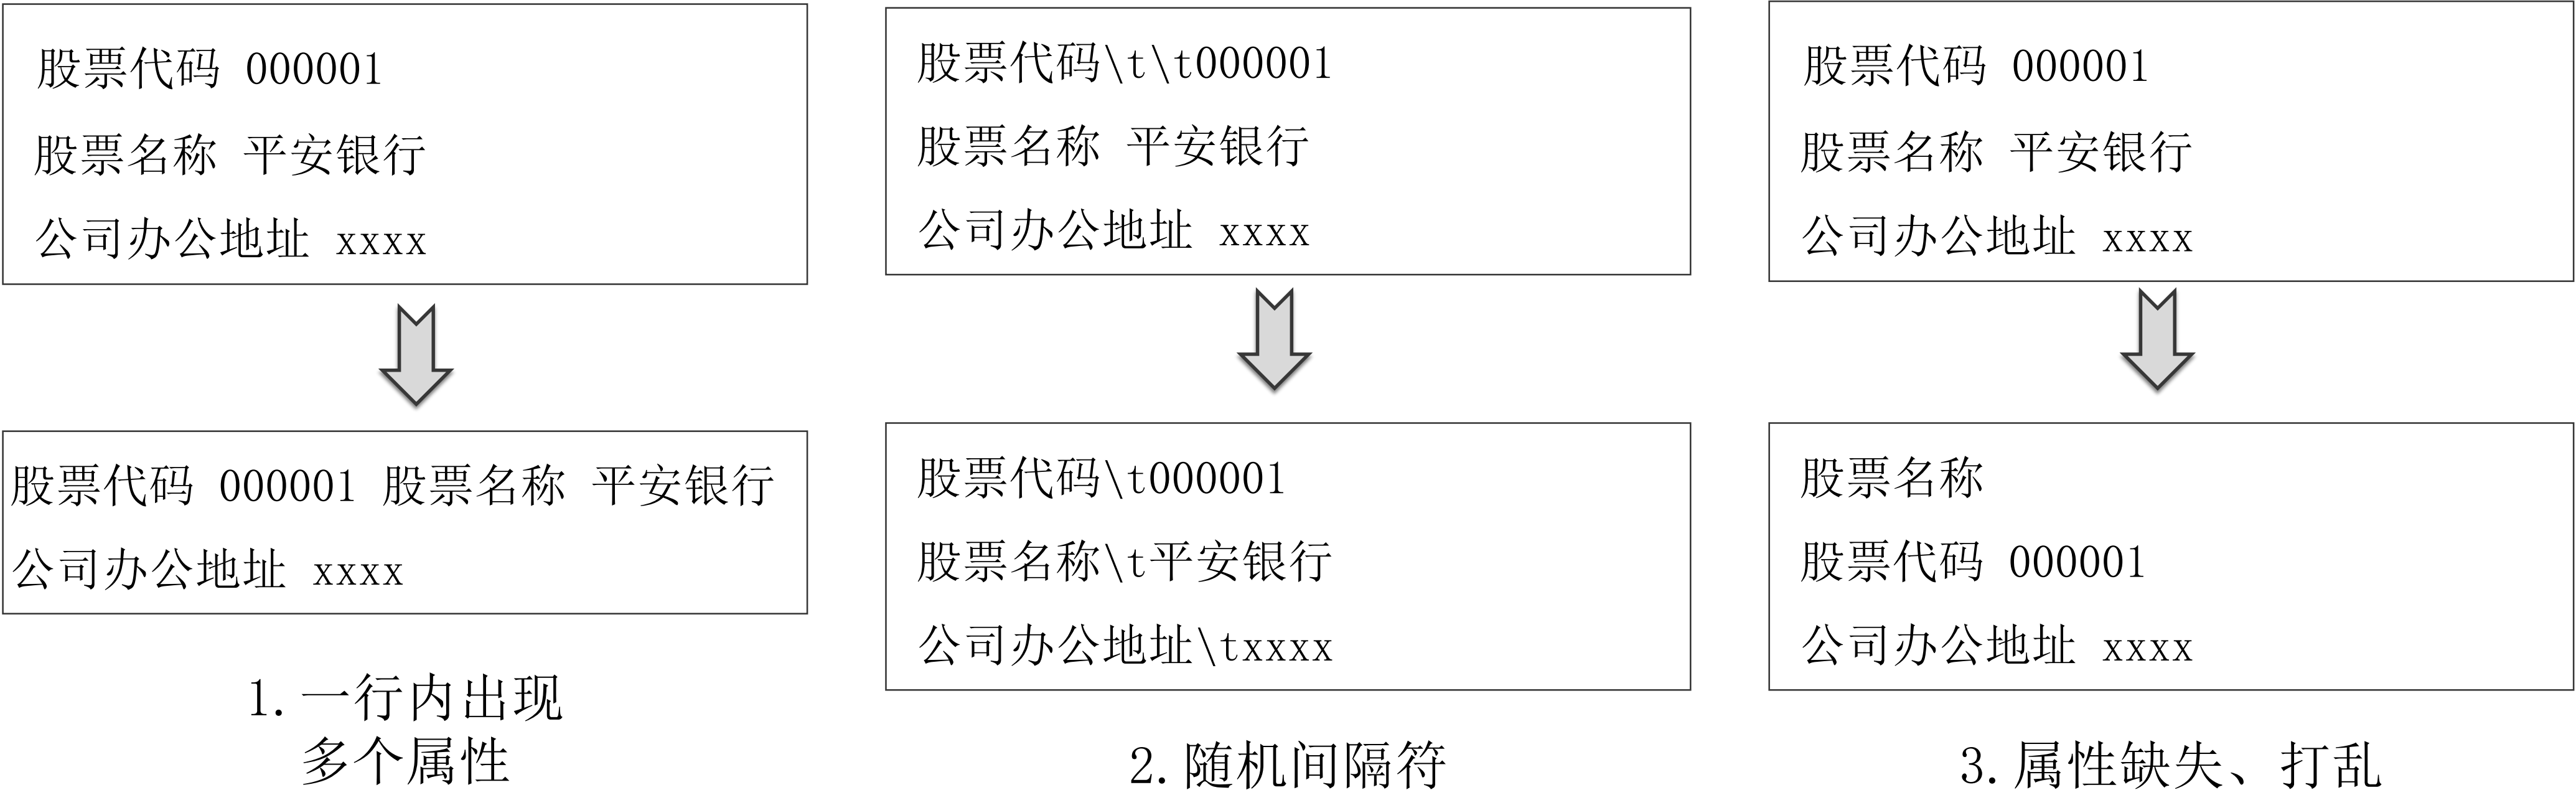 股票代码 000001
股票名称 平安银行
公司办公地址 xxxx
股票代码 000001 股票名称 平安银行
公司办公地址 xxxx
1. 一行内出现
多个属性
股票代码\t\t000001
股票名称 平安银行
公司办公地址 xxxx
股票代码\t000001
股票名称\t平安银行
公司办公地址\txxxx
2. 随机间隔符
股票代码 000001
股票名称 平安银行
公司办公地址 xxxx
股票名称
股票代码 000001
公司办公地址 xxxx
3. 属性缺失、打乱